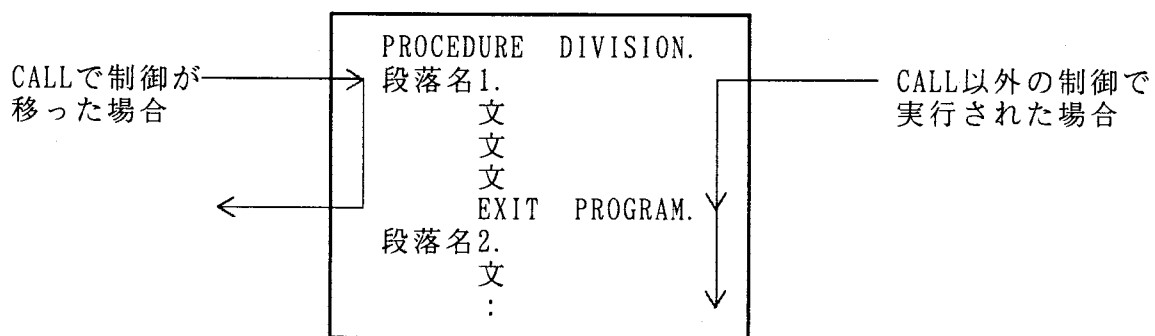 PROCEDURE DIVISION.
CALLで制御が
移った場合
段落名1.
文
文
文
EXIT PROGRAM.
段落名2.
文
:
CALL以外の制御で
実行された場合